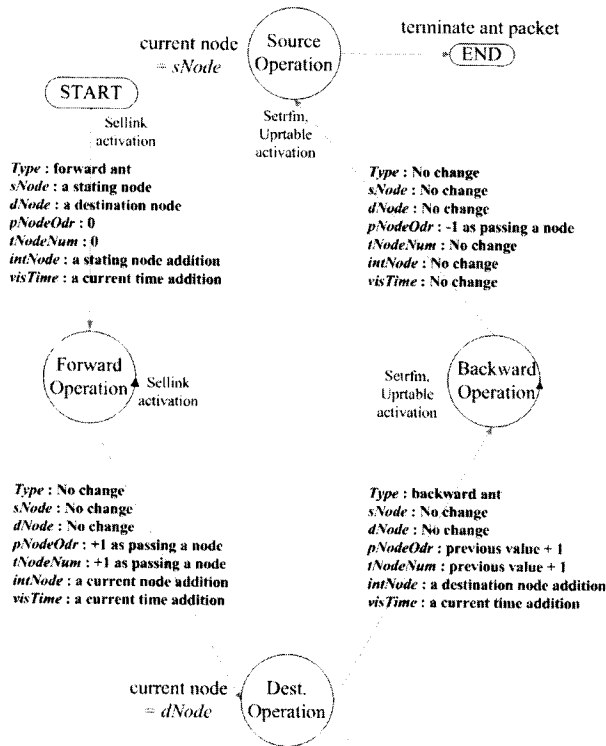 terminate ant packet
current node
= sNode
Source
Operation
END
START
Sellink
activation
Setrfin,
Uprtable
activation
Type : forward ant
sNode : a stating node
dNode : a destination node
pNodeOdr : 0
tNodeNum : 0
intNode : a stating node addition
visTime : a current time addition
Type : No change
sNode : No change
dNode : No change
pNodeOdr : -1 as passing a node
tNodeNum : No change
intNode : No change
visTime : No change
Forward
Operation
Sellink
activation
Setrfin,
Uprtable
activation
Backward
Operation
Type : No change
sNode : No change
dNode : No change
pNodeOdr : +1 as passing a node
tNodeNum : +1 as passing a node
intNode : a current node addition
visTime : a current time addition
Type : backward ant
sNode : No change
dNode : No change
pNodeOdr : previous value + 1
tNodeNum : previous value + 1
intNode : a destination node addition
visTime : a current time addition
current node
= dNode
Dest.
Operation